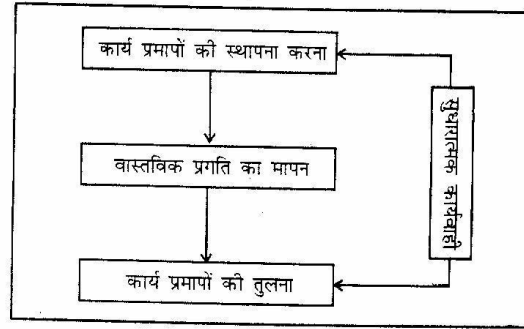 कार्य प्रमापों की स्थापना करना
वास्तविक प्रगति का मापन
कार्य प्रमापों की तुलना
सुधारात्मक कार्यवाही